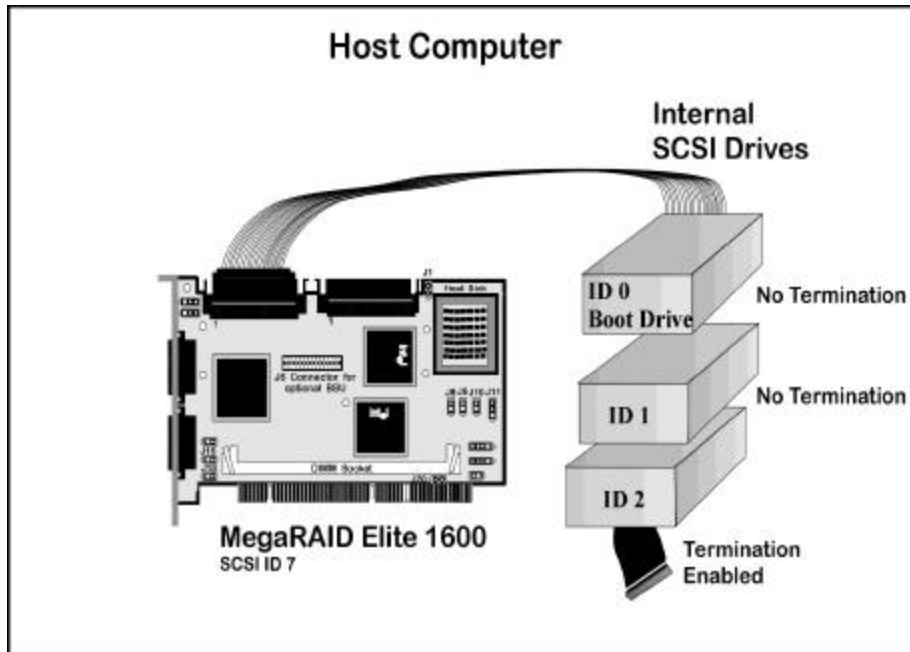 Host Computer
Internal
SCSI Drives
J1
Heat Sink
ID 0
Boot Drive
No Termination
J6 Connector for
optional BBU
ID 1
No Termination
DIMM Socket
ID 2
MegaRAID Elite 1600
SCSI ID 7
Termination
Enabled